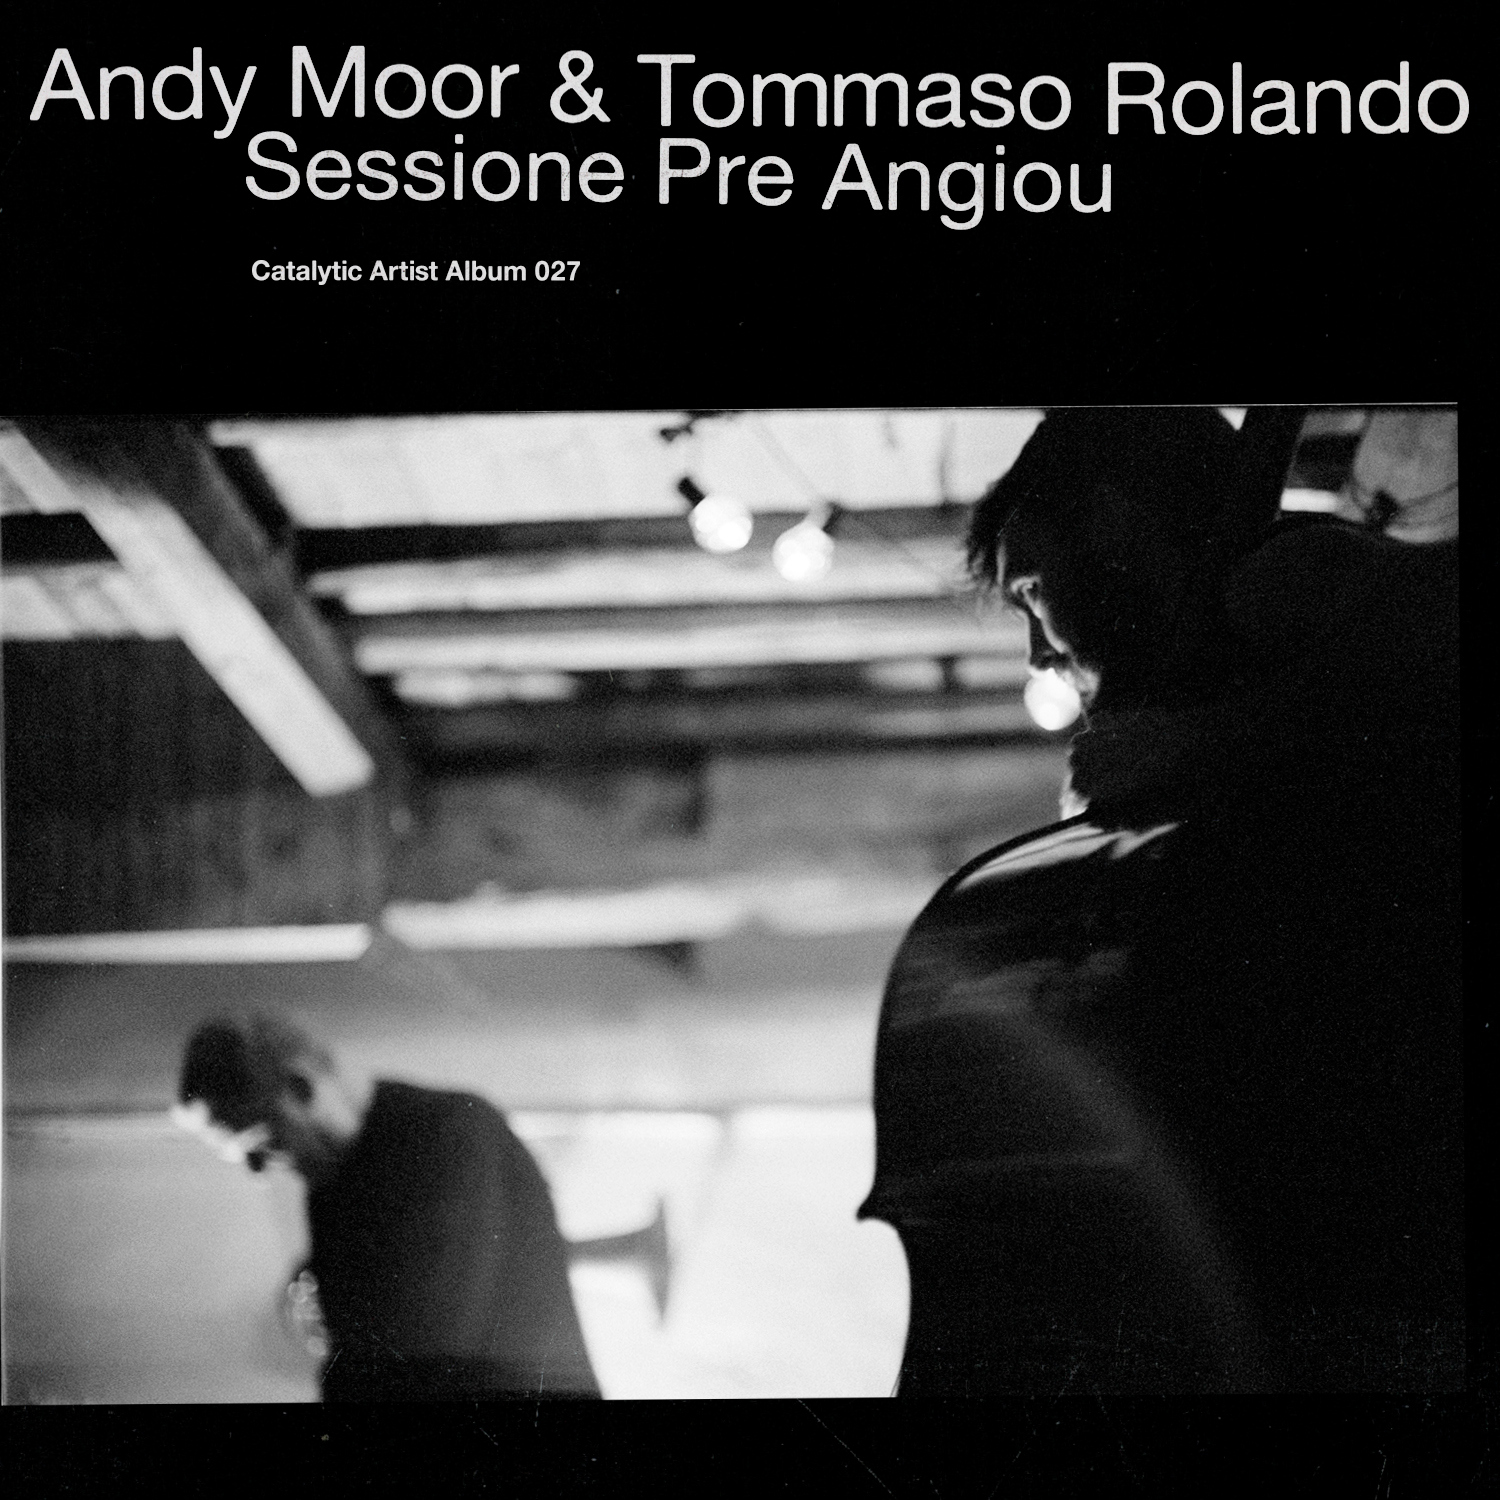 Andy Moor & Tommaso Rolando
Sessione Pre Angiou
Catalytic Artist Album 027